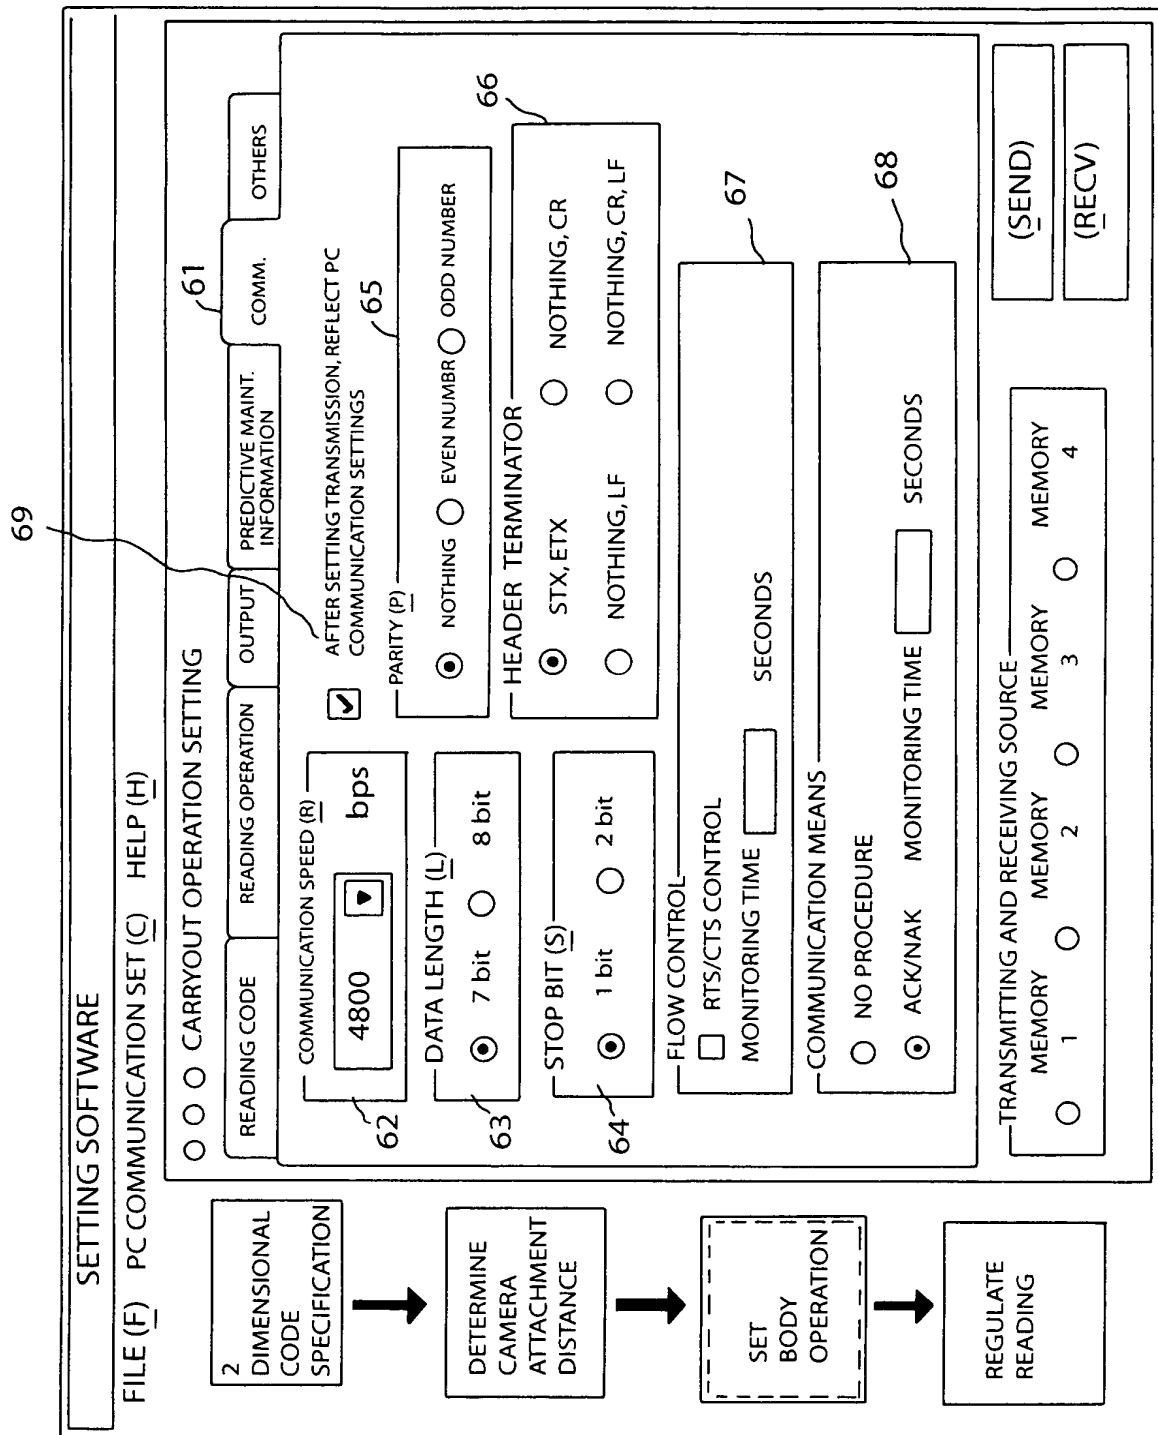 SETTING SOFTWARE
FILE (F) PC COMMUNICATION SET (C) HELP (H)
2
DIMENSIONAL
CODE
SPECIFICATION
DETERMINE
CAMERA
ATTACHMENT
DISTANCE
SET
BODY
OPERATION
REGULATE
READING
CARRYOUT OPERATION SETTING
READING CODE
READING OPERATION
OUTPUT
PREDICTIVE MAINT.
INFORMATION
COMM.
OTHERS
61
69
COMMUNICATION SPEED (R)
4800
bps
62
AFTER SETTING TRANSMISSION, REFLECT PC
COMMUNICATION SETTINGS
DATA LENGTH (L)
7 bit 8 bit
63
PARITY (P)
NOTHING EVEN NUMBR ODD NUMBER
65
STOP BIT (S)
1 bit 2 bit
64
HEADER TERMINATOR
STX, ETX NOTHING, CR
NOTHING, LF NOTHING, CR, LF
66
FLOW CONTROL
RTS/CTS CONTROL
MONITORING TIME SECONDS
67
COMMUNICATION MEANS
NO PROCEDURE
ACK/NAK MONITORING TIME SECONDS
68
TRANSMITTING AND RECEIVING SOURCE
MEMORY MEMORY MEMORY MEMORY
1 2 3 4
(SEND)
(RECV)